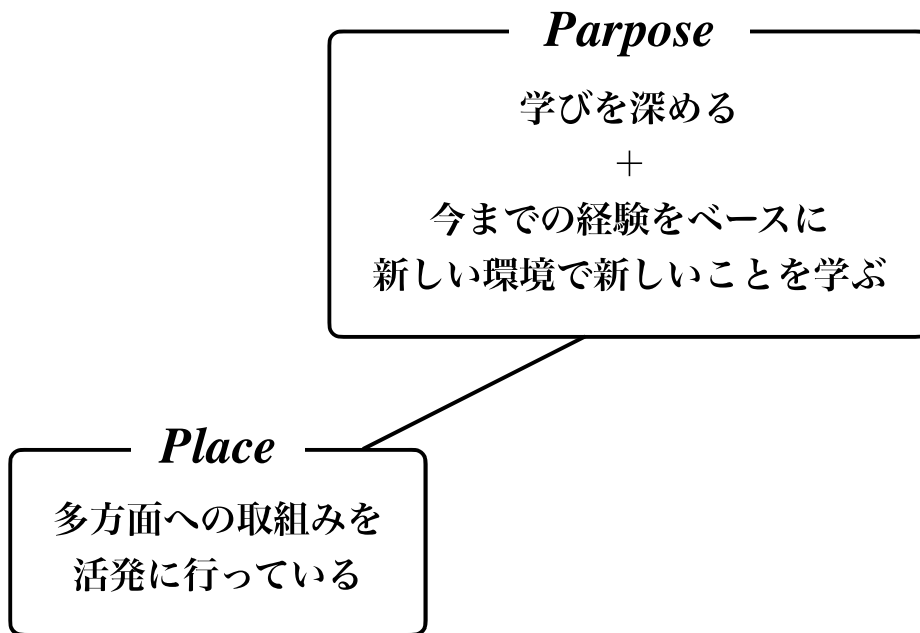 Parpose
学びを深める
+
今までの経験をベースに
新しい環境で新しいことを学ぶ
Place
多方面への取組みを
活発に行っている